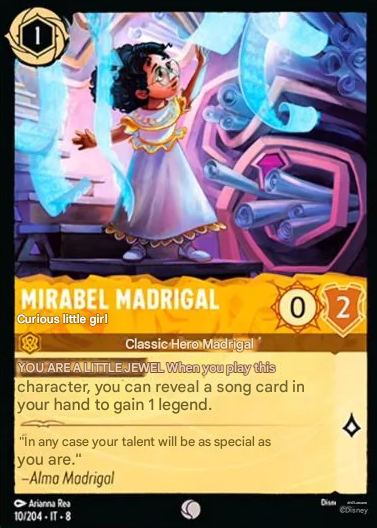 1
MIRABEL MADRIGAL
Curious little girl
0
2
Classic Hero Madrigal
YOU ARE A LITTLE JEWEL When you play this
character, you can reveal a song card in
your hand to gain 1 legend.
"In any case your talent will be as special as
you are."
–Alma Madrigal
Arianna Rea
10/204 • IT • 8
©Disney